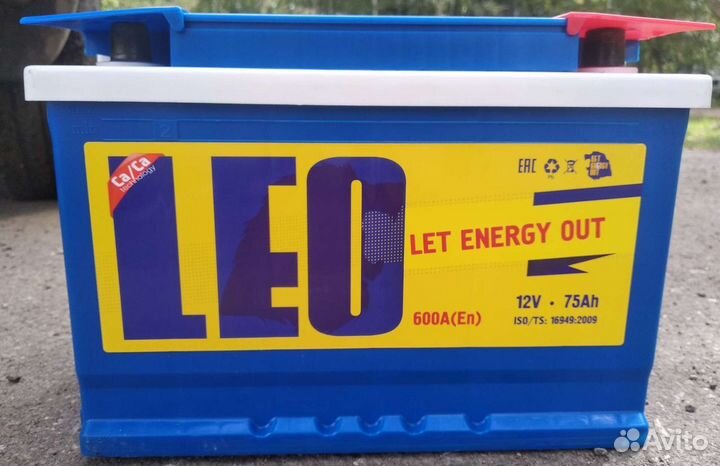 Ca/Ca
technology
LEO
EAC
Pb
LET
ENERGY
OUT
LET ENERGY OUT
600A(En)
12V • 75Ah
ISO/TS: 16949:2009
Avito